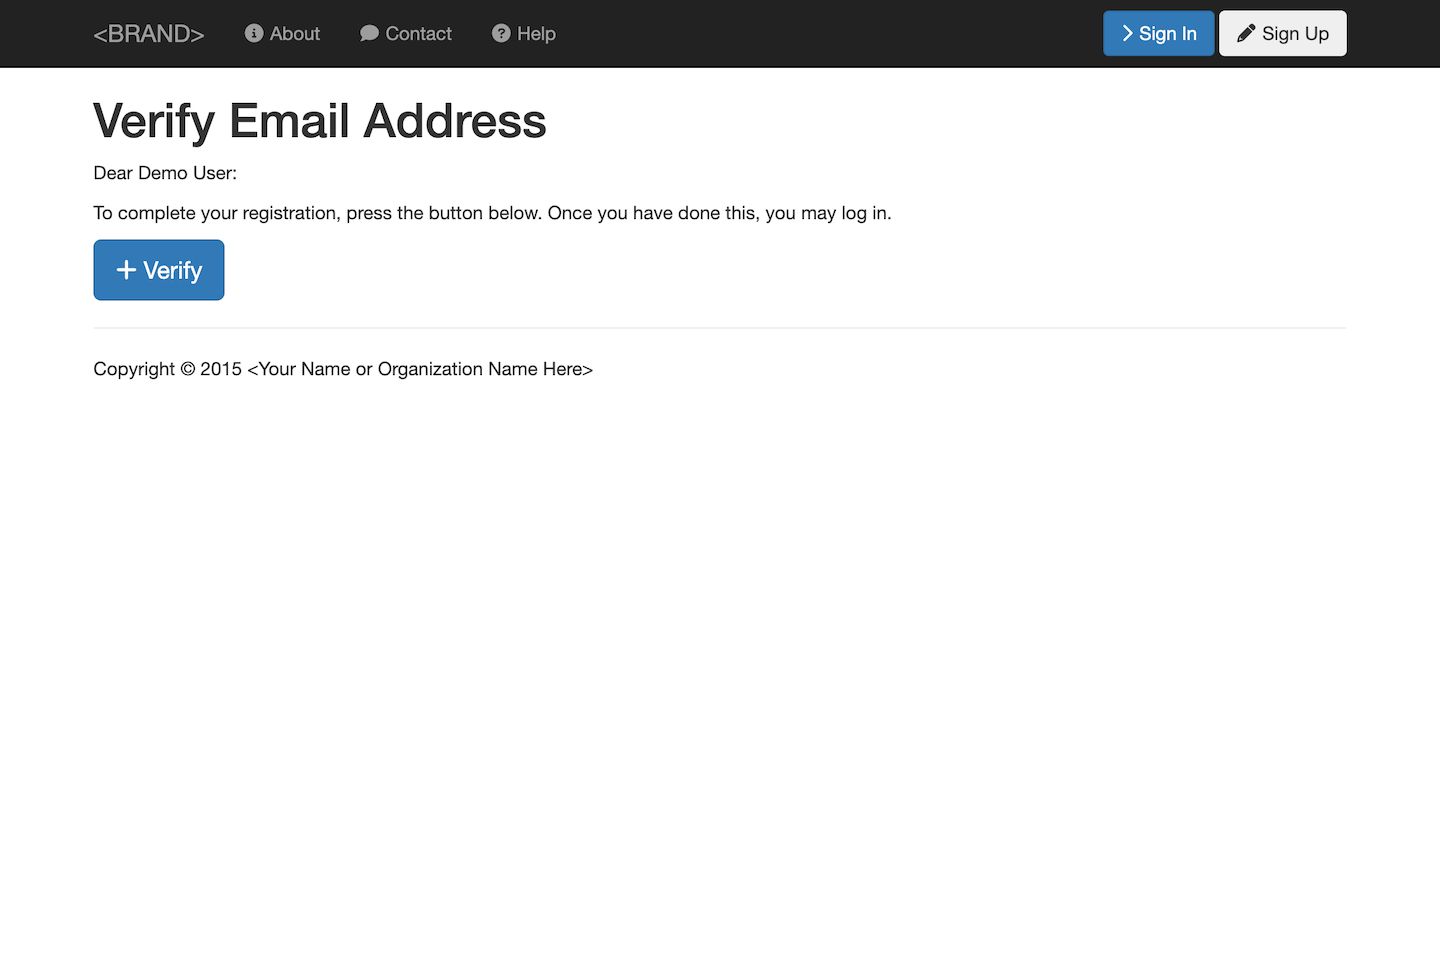 <BRAND> About Contact Help Sign In Sign Up
Verify Email Address
Dear Demo User:
To complete your registration, press the button below. Once you have done this, you may log in.
Verify
Copyright © 2015 <Your Name or Organization Name Here>